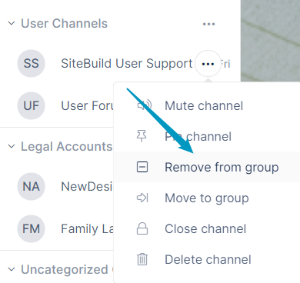 User Channels
SS SiteBuild User Support Fri
UF User Foru
Mute channel
Pin channel
Legal Accounts
Remove from group
NA NewDesi
Move to group
FM Family La
Close channel
Delete channel
Uncategorized